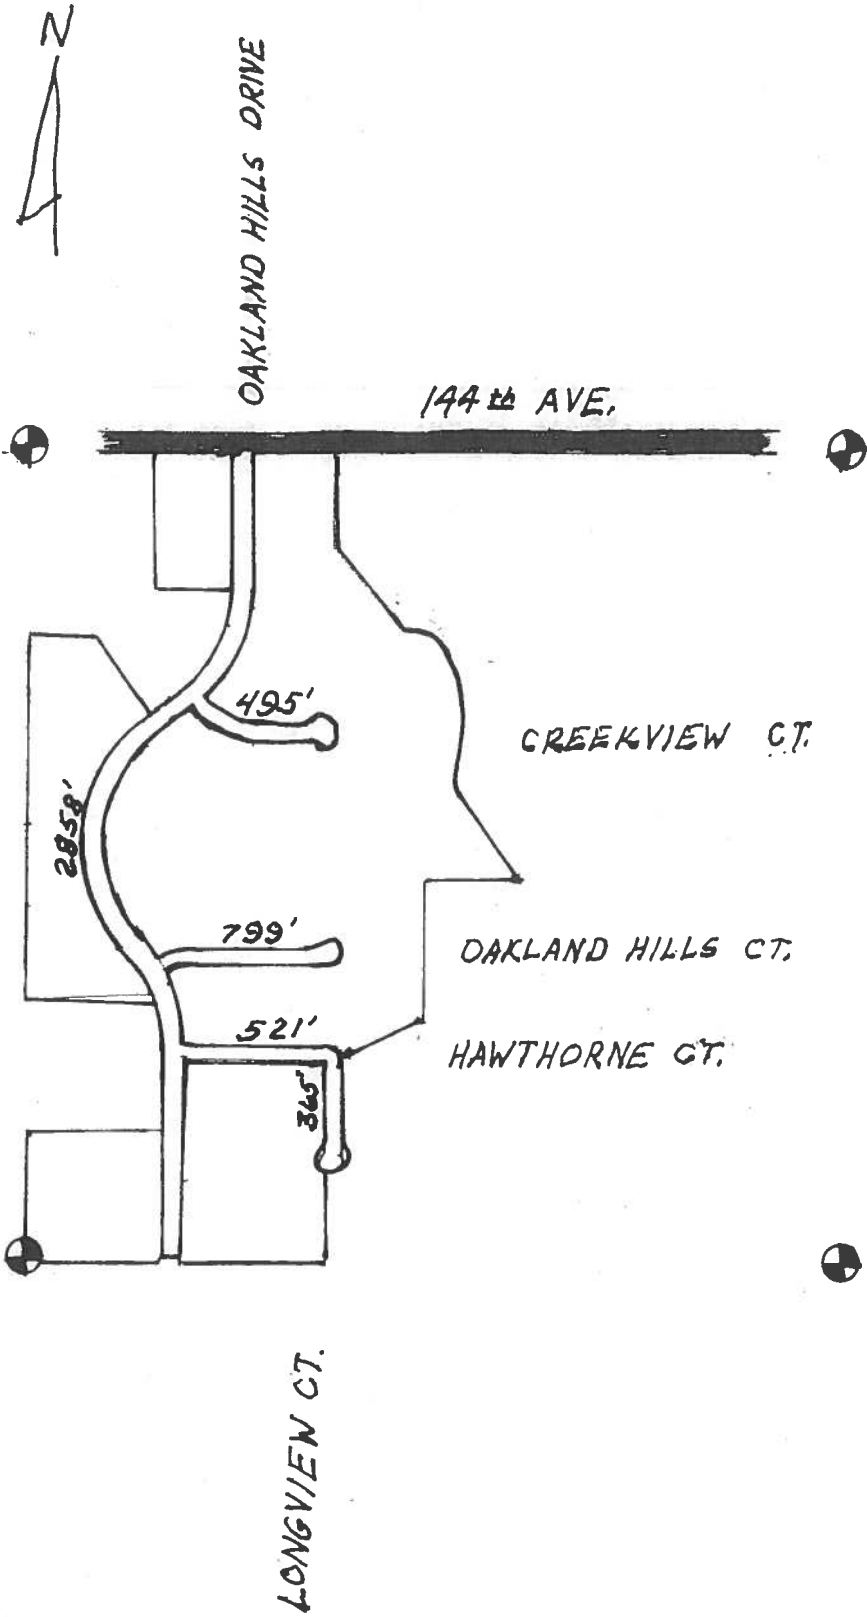 N
OAKLAND HILLS DRIVE
144th AVE.
495'
CREEKVIEW CT.
2858'
799'
OAKLAND HILLS CT.
521'
HAWTHORNE CT.
365'
LONGVIEW CT.